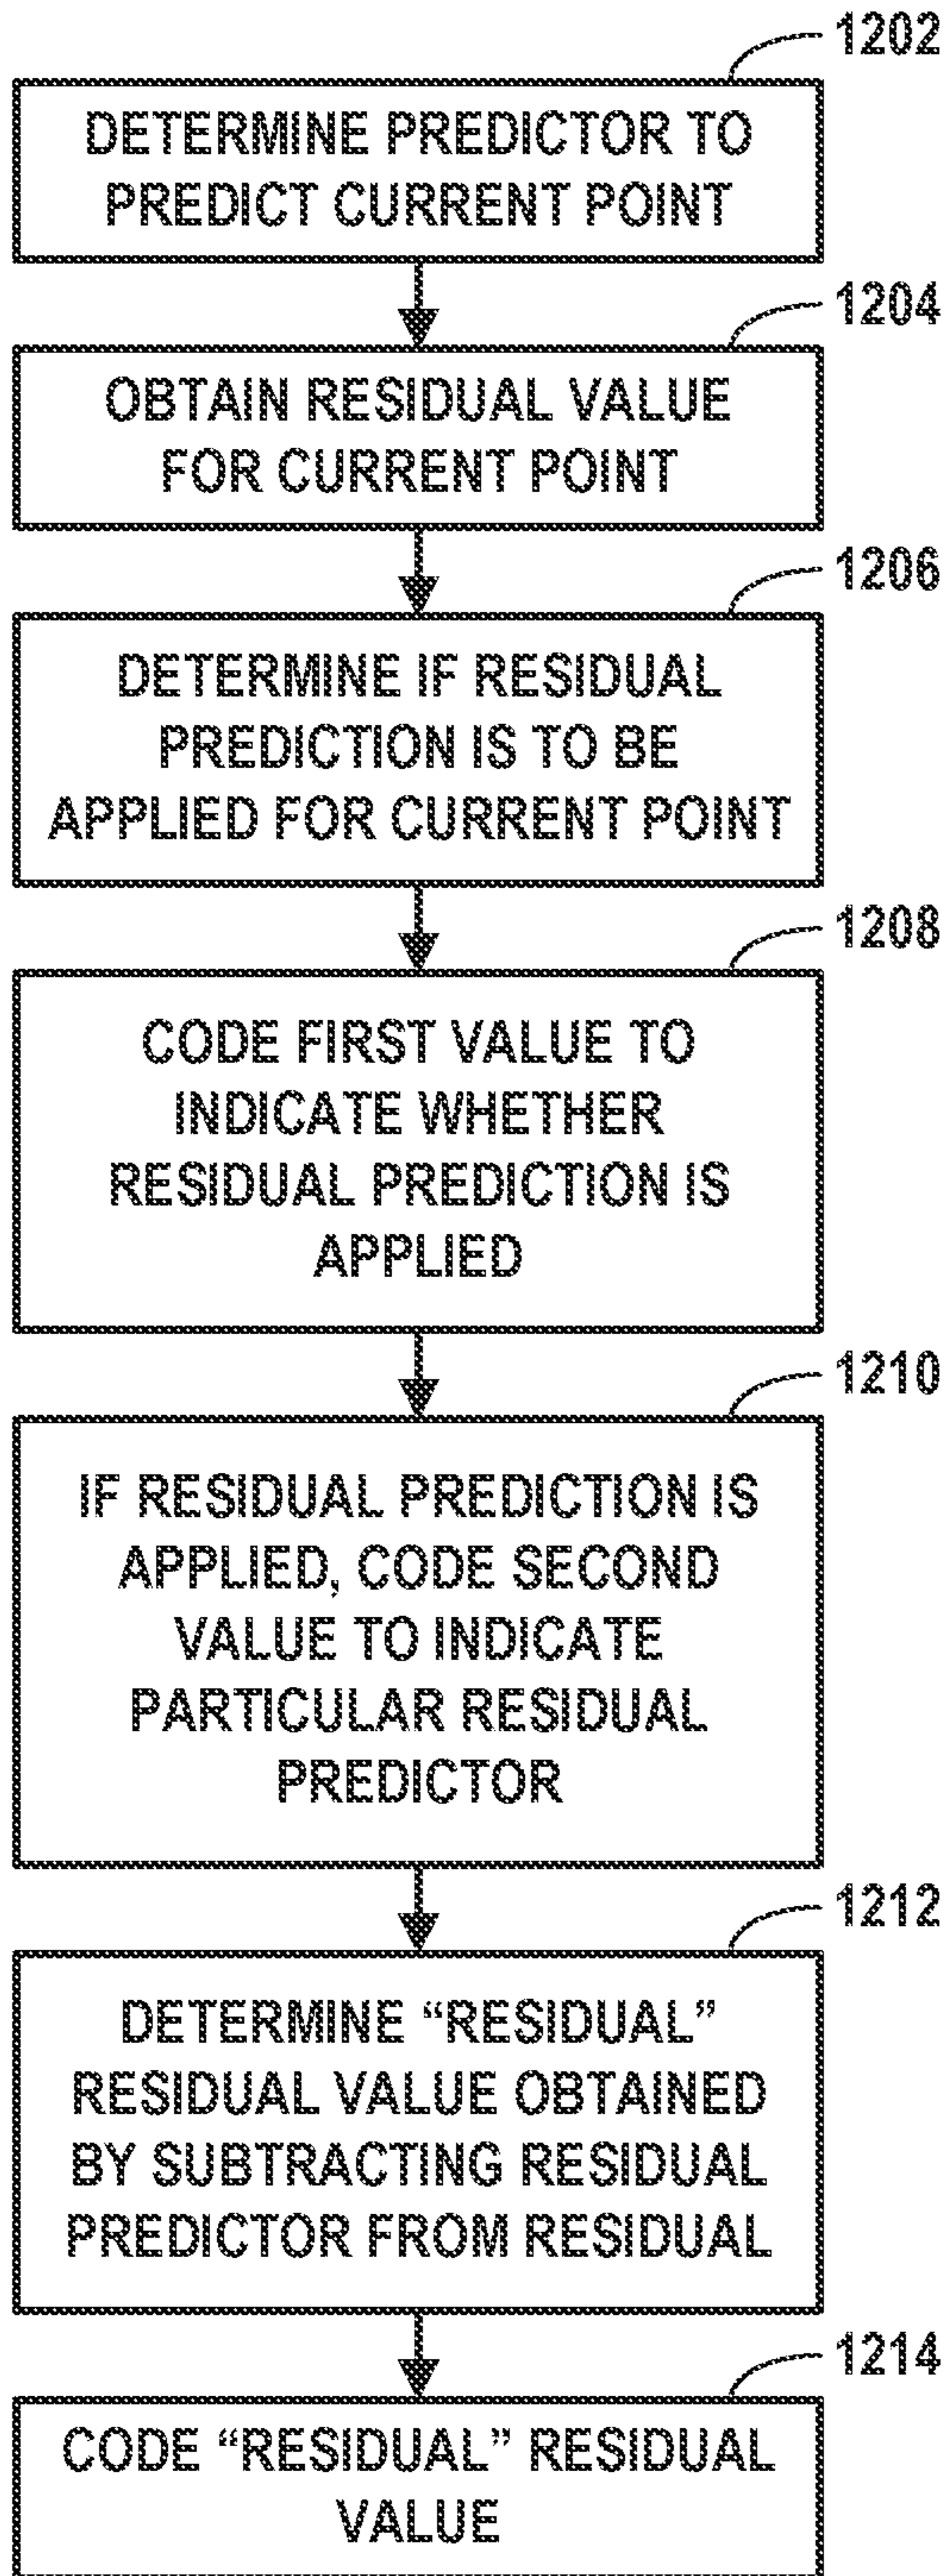 1202
DETERMINE PREDICTOR TO
PREDICT CURRENT POINT
1204
OBTAIN RESIDUAL VALUE
FOR CURRENT POINT
1206
DETERMINE IF RESIDUAL
PREDICTION IS TO BE
APPLIED FOR CURRENT POINT
1208
CODE FIRST VALUE TO
INDICATE WHETHER
RESIDUAL PREDICTION IS
APPLIED
1210
IF RESIDUAL PREDICTION IS
APPLIED, CODE SECOND
VALUE TO INDICATE
PARTICULAR RESIDUAL
PREDICTOR
1212
DETERMINE “RESIDUAL”
RESIDUAL VALUE OBTAINED
BY SUBTRACTING RESIDUAL
PREDICTOR FROM RESIDUAL
1214
CODE “RESIDUAL” RESIDUAL
VALUE